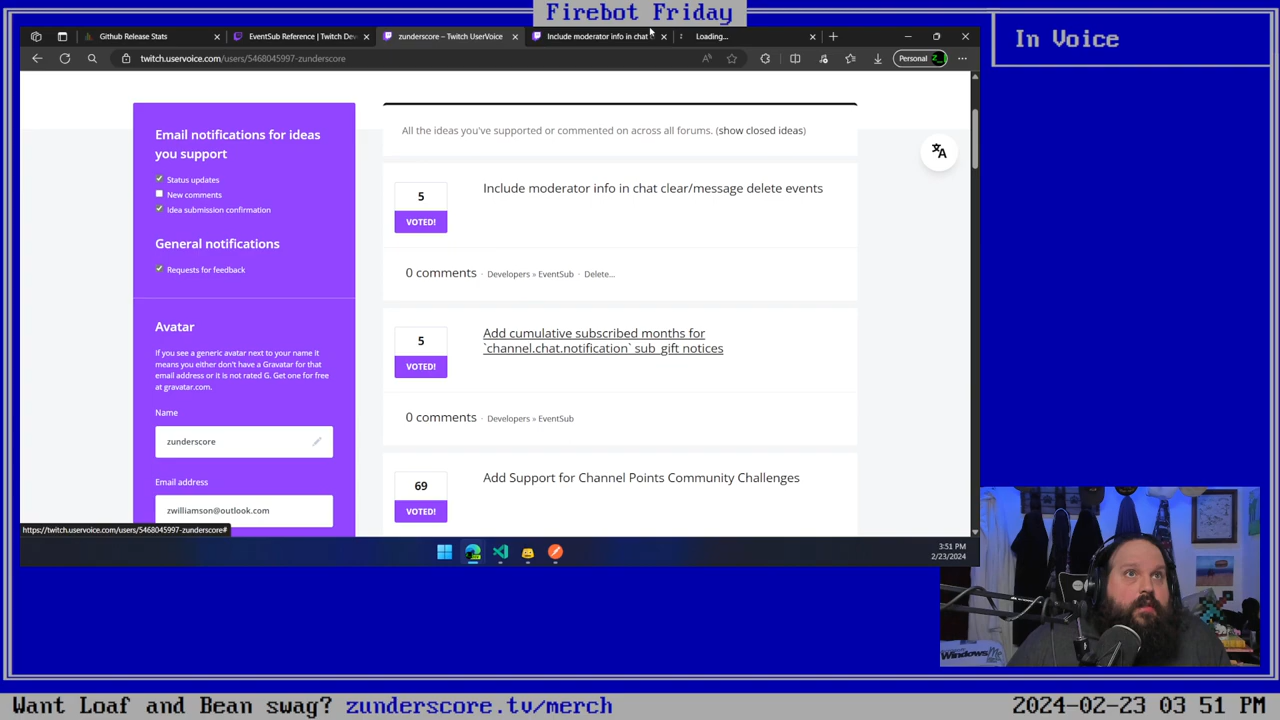 Firebot Friday
In Voice
Github Release Stats
EventSub Reference | Twitch Dev
zunderscore – Twitch UserVoice
Include moderator info in chat c
Loading...
twitch.uservoice.com/users/5468045997-zunderscore
Personal
Email notifications for ideas
you support
Status updates
New comments
Idea submission confirmation
General notifications
Requests for feedback
Avatar
If you see a generic avatar next to your name it
means you either don't have a Gravatar for that
email address or it is not rated G. Get one for free
at gravatar.com.
Name
zunderscore
Email address
zwilliamson@outlook.com
All the ideas you've supported or commented on across all forums. (show closed ideas)
5
VOTED!
Include moderator info in chat clear/message delete events
0 comments · Developers » EventSub · Delete...
5
VOTED!
Add cumulative subscribed months for
`channel.chat.notification` sub_gift notices
0 comments · Developers » EventSub
69
VOTED!
Add Support for Channel Points Community Challenges
https://twitch.uservoice.com/users/5468045997-zunderscore#
3:51 PM
2/23/2024
Windows Me
Want Loaf and Bean swag? zunderscore.tv/merch
2024-02-23 03 51 PM